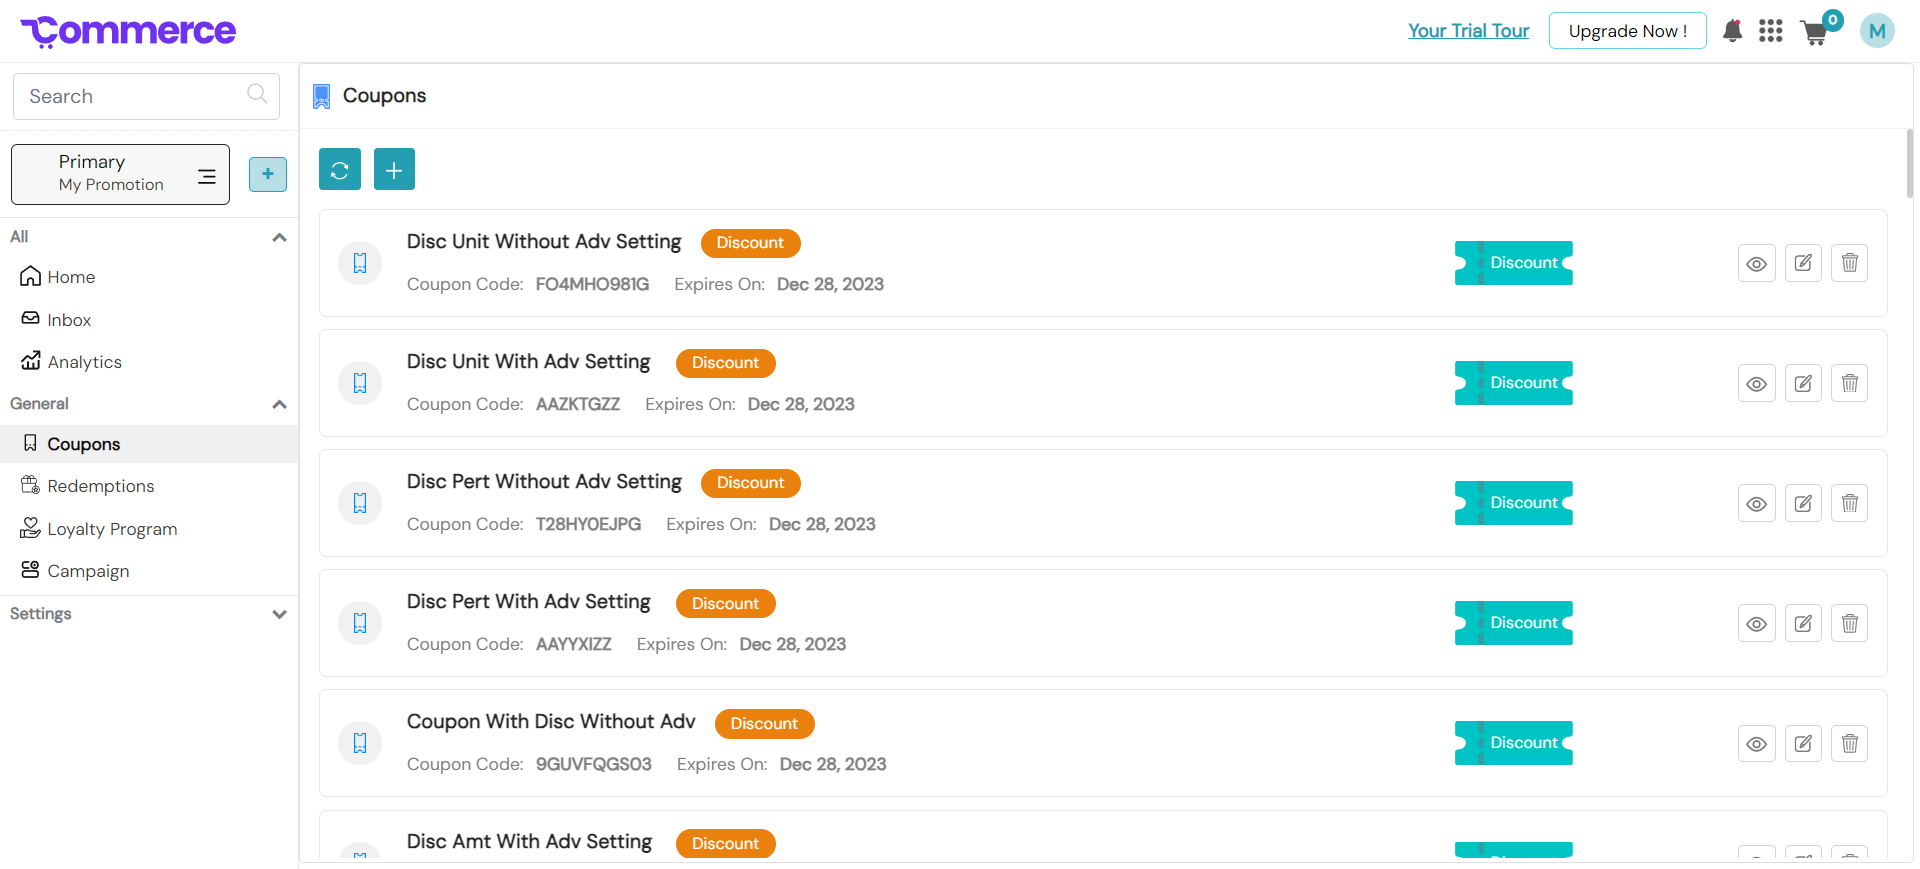 Commerce
Your Trial Tour
Upgrade Now !
0
M
Search
Coupons
Primary
My Promotion
All
Home
Inbox
Analytics
General
Coupons
Redemptions
Loyalty Program
Campaign
Settings
Disc Unit Without Adv Setting Discount
Coupon Code: FO4MHO981G Expires On: Dec 28, 2023
Discount
Disc Unit With Adv Setting Discount
Coupon Code: AAZKTGZZ Expires On: Dec 28, 2023
Discount
Disc Pert Without Adv Setting Discount
Coupon Code: T28HY0EJPG Expires On: Dec 28, 2023
Discount
Disc Pert With Adv Setting Discount
Coupon Code: AAYYXIZZ Expires On: Dec 28, 2023
Discount
Coupon With Disc Without Adv Discount
Coupon Code: 9GUVFQGS03 Expires On: Dec 28, 2023
Discount
Disc Amt With Adv Setting Discount